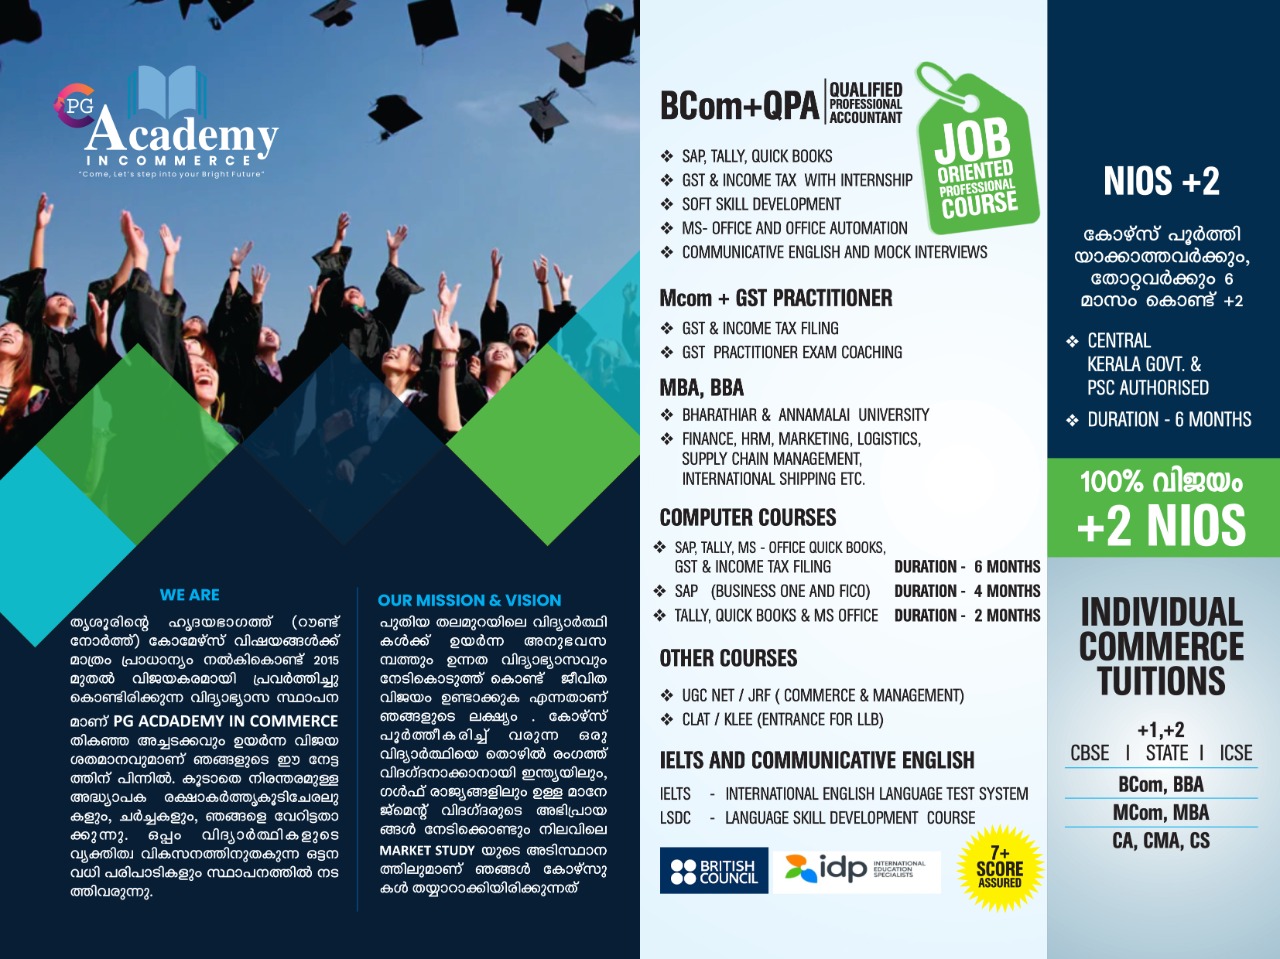 PG
Academy
IN COMMERCE
"Come, Let's step into your Bright Future"
WE ARE
തൃശൂരിന്റെ ഹൃദയഭാഗത്ത് (റൗണ്ട്
നോർത്ത്) കോമേഴ്സ് വിഷയങ്ങൾക്ക്
മാത്രം പ്രാധാന്യം നൽകികൊണ്ട് 2015
മുതൽ വിജയകരമായി പ്രവർത്തിച്ചു
കൊണ്ടിരിക്കുന്ന വിദ്യാഭ്യാസ സ്ഥാപന
മാണ് PG ACDADEMY IN COMMERCE
തികഞ്ഞ അച്ചടക്കവും ഉയർന്ന വിജയ
ശതമാനവുമാണ് ഞങ്ങളുടെ ഈ നേട്ട
ത്തിന് പിന്നിൽ. കൂടാതെ നിരന്തരമുള്ള
അദ്ധ്യാപക രക്ഷാകർത്തൃകൂടിചേരലു
കളും, ചർച്ചകളും, ഞങ്ങളെ വേറിട്ടതാ
ക്കുന്നു. ഒപ്പം വിദ്യാർത്ഥികളുടെ
വ്യക്തിത്വ വികസനത്തിനുതകുന്ന ഒട്ടന
വധി പരിപാടികളും സ്ഥാപനത്തിൽ നട
ത്തിവരുന്നു.
OUR MISSION & VISION
പുതിയ തലമുറയിലെ വിദ്യാർത്ഥി
കൾക്ക് ഉയർന്ന അനുഭവസ
മ്പത്തും ഉന്നത വിദ്യാഭ്യാസവും
നേടികൊടുത്ത് കൊണ്ട് ജീവിത
വിജയം ഉണ്ടാക്കുക എന്നതാണ്
ഞങ്ങളുടെ ലക്ഷ്യം . കോഴ്സ്
പൂർത്തീകരിച്ച് വരുന്ന ഒരു
വിദ്യാർത്ഥിയെ തൊഴിൽ രംഗത്ത്
വിദഗ്ദനാക്കാനായി ഇന്ത്യയിലും,
ഗൾഫ് രാജ്യങ്ങളിലും ഉള്ള മാനേ
ജ്മെന്റ് വിദഗ്ദരുടെ അഭിപ്രായ
ങ്ങൾ നേടിക്കൊണ്ടും നിലവിലെ
MARKET STUDY യുടെ അടിസ്ഥാന
ത്തിലുമാണ് ഞങ്ങൾ കോഴ്സു
കൾ തയ്യാറാക്കിയിരിക്കുന്നത്
BCom+QPA QUALIFIED
PROFESSIONAL
ACCOUNTANT
JOB
ORIENTED
PROFESSIONAL
COURSE
❖ SAP, TALLY, QUICK BOOKS
❖ GST & INCOME TAX WITH INTERNSHIP
❖ SOFT SKILL DEVELOPMENT
❖ MS- OFFICE AND OFFICE AUTOMATION
❖ COMMUNICATIVE ENGLISH AND MOCK INTERVIEWS
Mcom + GST PRACTITIONER
❖ GST & INCOME TAX FILING
❖ GST PRACTITIONER EXAM COACHING
MBA, BBA
❖ BHARATHIAR & ANNAMALAI UNIVERSITY
❖ FINANCE, HRM, MARKETING, LOGISTICS,
SUPPLY CHAIN MANAGEMENT,
INTERNATIONAL SHIPPING ETC.
COMPUTER COURSES
❖ SAP, TALLY, MS - OFFICE QUICK BOOKS,
GST & INCOME TAX FILING DURATION - 6 MONTHS
❖ SAP (BUSINESS ONE AND FICO) DURATION - 4 MONTHS
❖ TALLY, QUICK BOOKS & MS OFFICE DURATION - 2 MONTHS
OTHER COURSES
❖ UGC NET / JRF ( COMMERCE & MANAGEMENT)
❖ CLAT / KLEE (ENTRANCE FOR LLB)
IELTS AND COMMUNICATIVE ENGLISH
IELTS - INTERNATIONAL ENGLISH LANGUAGE TEST SYSTEM
LSDC - LANGUAGE SKILL DEVELOPMENT COURSE
BRITISH
COUNCIL
idp INTERNATIONAL
EDUCATION
SPECIALISTS
7+
SCORE
ASSURED
NIOS +2
കോഴ്സ് പൂർത്തി
യാക്കാത്തവർക്കും,
തോറ്റവർക്കും 6
മാസം കൊണ്ട് +2
❖ CENTRAL
KERALA GOVT. &
PSC AUTHORISED
❖ DURATION - 6 MONTHS
100% വിജയം
+2 NIOS
INDIVIDUAL
COMMERCE
TUITIONS
+1,+2
CBSE | STATE | ICSE
BCom, BBA
MCom, MBA
CA, CMA, CS